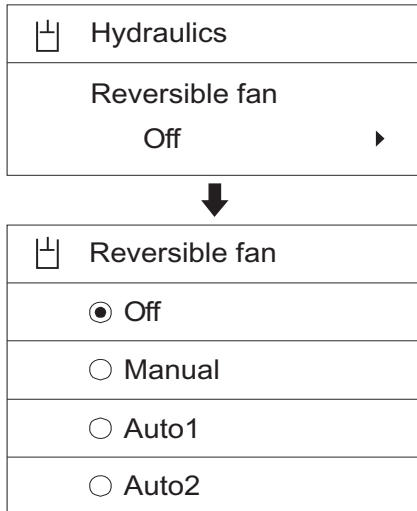 Hydraulics
Reversible fan
Off
Reversible fan
Off
Manual
Auto1
Auto2